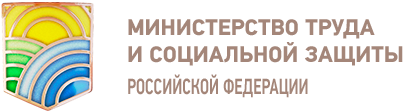 МИНИСТЕРСТВО ТРУДА
И СОЦИАЛЬНОЙ ЗАЩИТЫ
РОССИЙСКОЙ ФЕДЕРАЦИИ